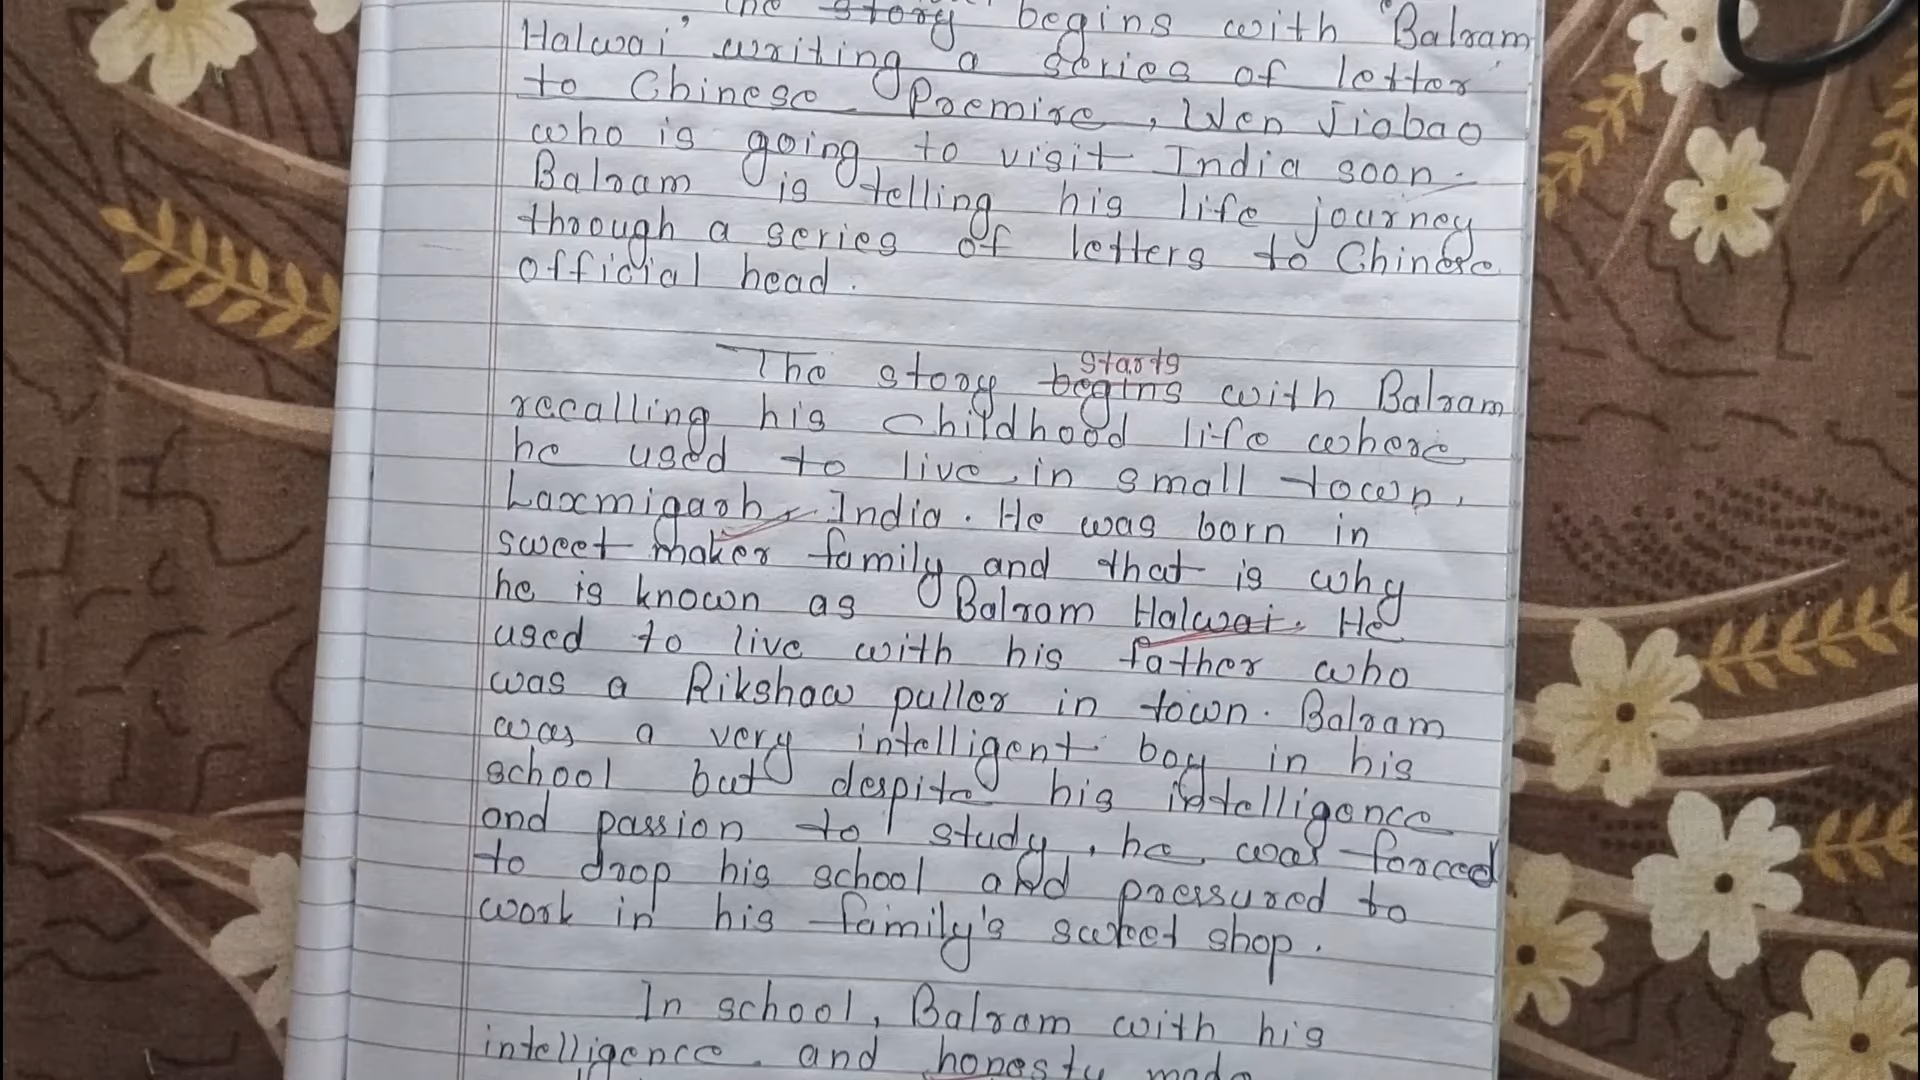 The story begins with "Balram
Halwai" writing a series of letter
to Chinese Premire, Wen Jiabao
who is going to visit India soon.
Balram is telling his life journey
through a series of letters to Chinese
official head.
starts
The story begins with Balram
recalling his childhood life where
he used to live in small town,
Laxmigarh, India. He was born in
sweet maker family and that is why
he is known as Balram Halwai. He
used to live with his father who
was a Rikshaw puller in town. Balram
was a very intelligent boy in his
school but despite his intelligence
and passion to study, he was forced
to drop his school and pressured to
work in his family's sweet shop.
In school, Balram with his
intelligence and honesty made